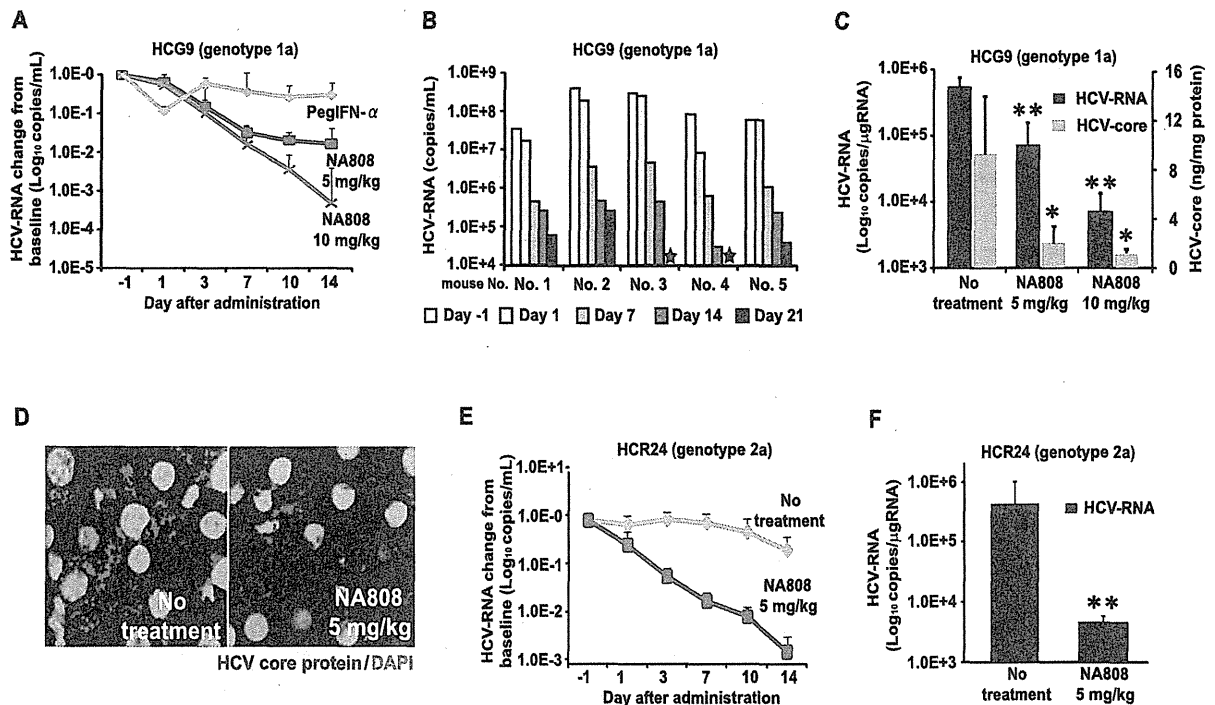 A
HCG9 (genotype 1a)
HCV-RNA change from
baseline (Log₁₀ copies/mL)
1.0E-0
1.0E-1
1.0E-2
1.0E-3
1.0E-4
1.0E-5
PegIFN-α
NA808
5 mg/kg
NA808
10 mg/kg
-1 1 3 7 10 14
Day after administration
B
HCG9 (genotype 1a)
HCV-RNA (copies/mL)
1.0E+9
1.0E+8
1.0E+7
1.0E+6
1.0E+5
1.0E+4
mouse No. No. 1 No. 2 No. 3 No. 4 No. 5
Day -1 Day 1 Day 7 Day 14 Day 21
C
HCG9 (genotype 1a)
HCV-RNA
(Log₁₀ copies/μgRNA)
1.0E+6
1.0E+5
1.0E+4
1.0E+3
HCV-RNA
HCV-core
**
*
**
*
16
12
8
4
0
HCV-core (ng/mg protein)
No
treatment
NA808
5 mg/kg
NA808
10 mg/kg
D
No
treatment
NA808
5 mg/kg
HCV core protein/DAPI
E
HCR24 (genotype 2a)
HCV-RNA change from
baseline (Log₁₀ copies/mL)
1.0E+1
1.0E-0
1.0E-1
1.0E-2
1.0E-3
No
treatment
NA808
5 mg/kg
-1 1 3 7 10 14
Day after administration
F
HCR24 (genotype 2a)
HCV-RNA
(Log₁₀ copies/μgRNA)
1.0E+6
1.0E+5
1.0E+4
1.0E+3
HCV-RNA
**
No
treatment
NA808
5 mg/kg